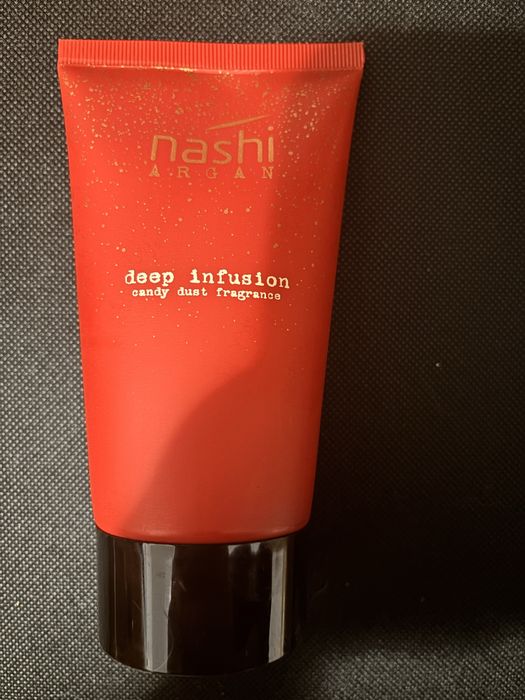 nashi
ARGAN
deep infusion
candy dust fragrance